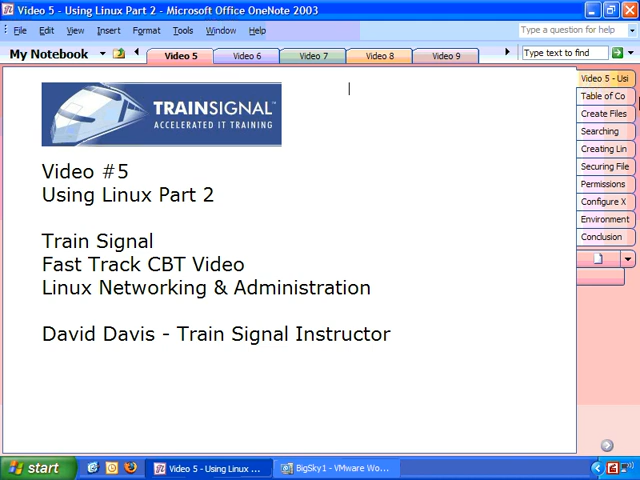 Video 5 - Using Linux Part 2 - Microsoft Office OneNote 2003
File Edit View Insert Format Tools Window Help
Type a question for help
My Notebook
Video 5 Video 6 Video 7 Video 8 Video 9
Type text to find
TRAINSIGNAL
ACCELERATED IT TRAINING
Video #5
Using Linux Part 2
Train Signal
Fast Track CBT Video
Linux Networking & Administration
David Davis - Train Signal Instructor
Video 5 - Usi
Table of Co
Create Files
Searching
Creating Lin
Securing File
Permissions
Configure X
Environment
Conclusion
start
Video 5 - Using Linux ...
BigSky1 - VMware Wo...